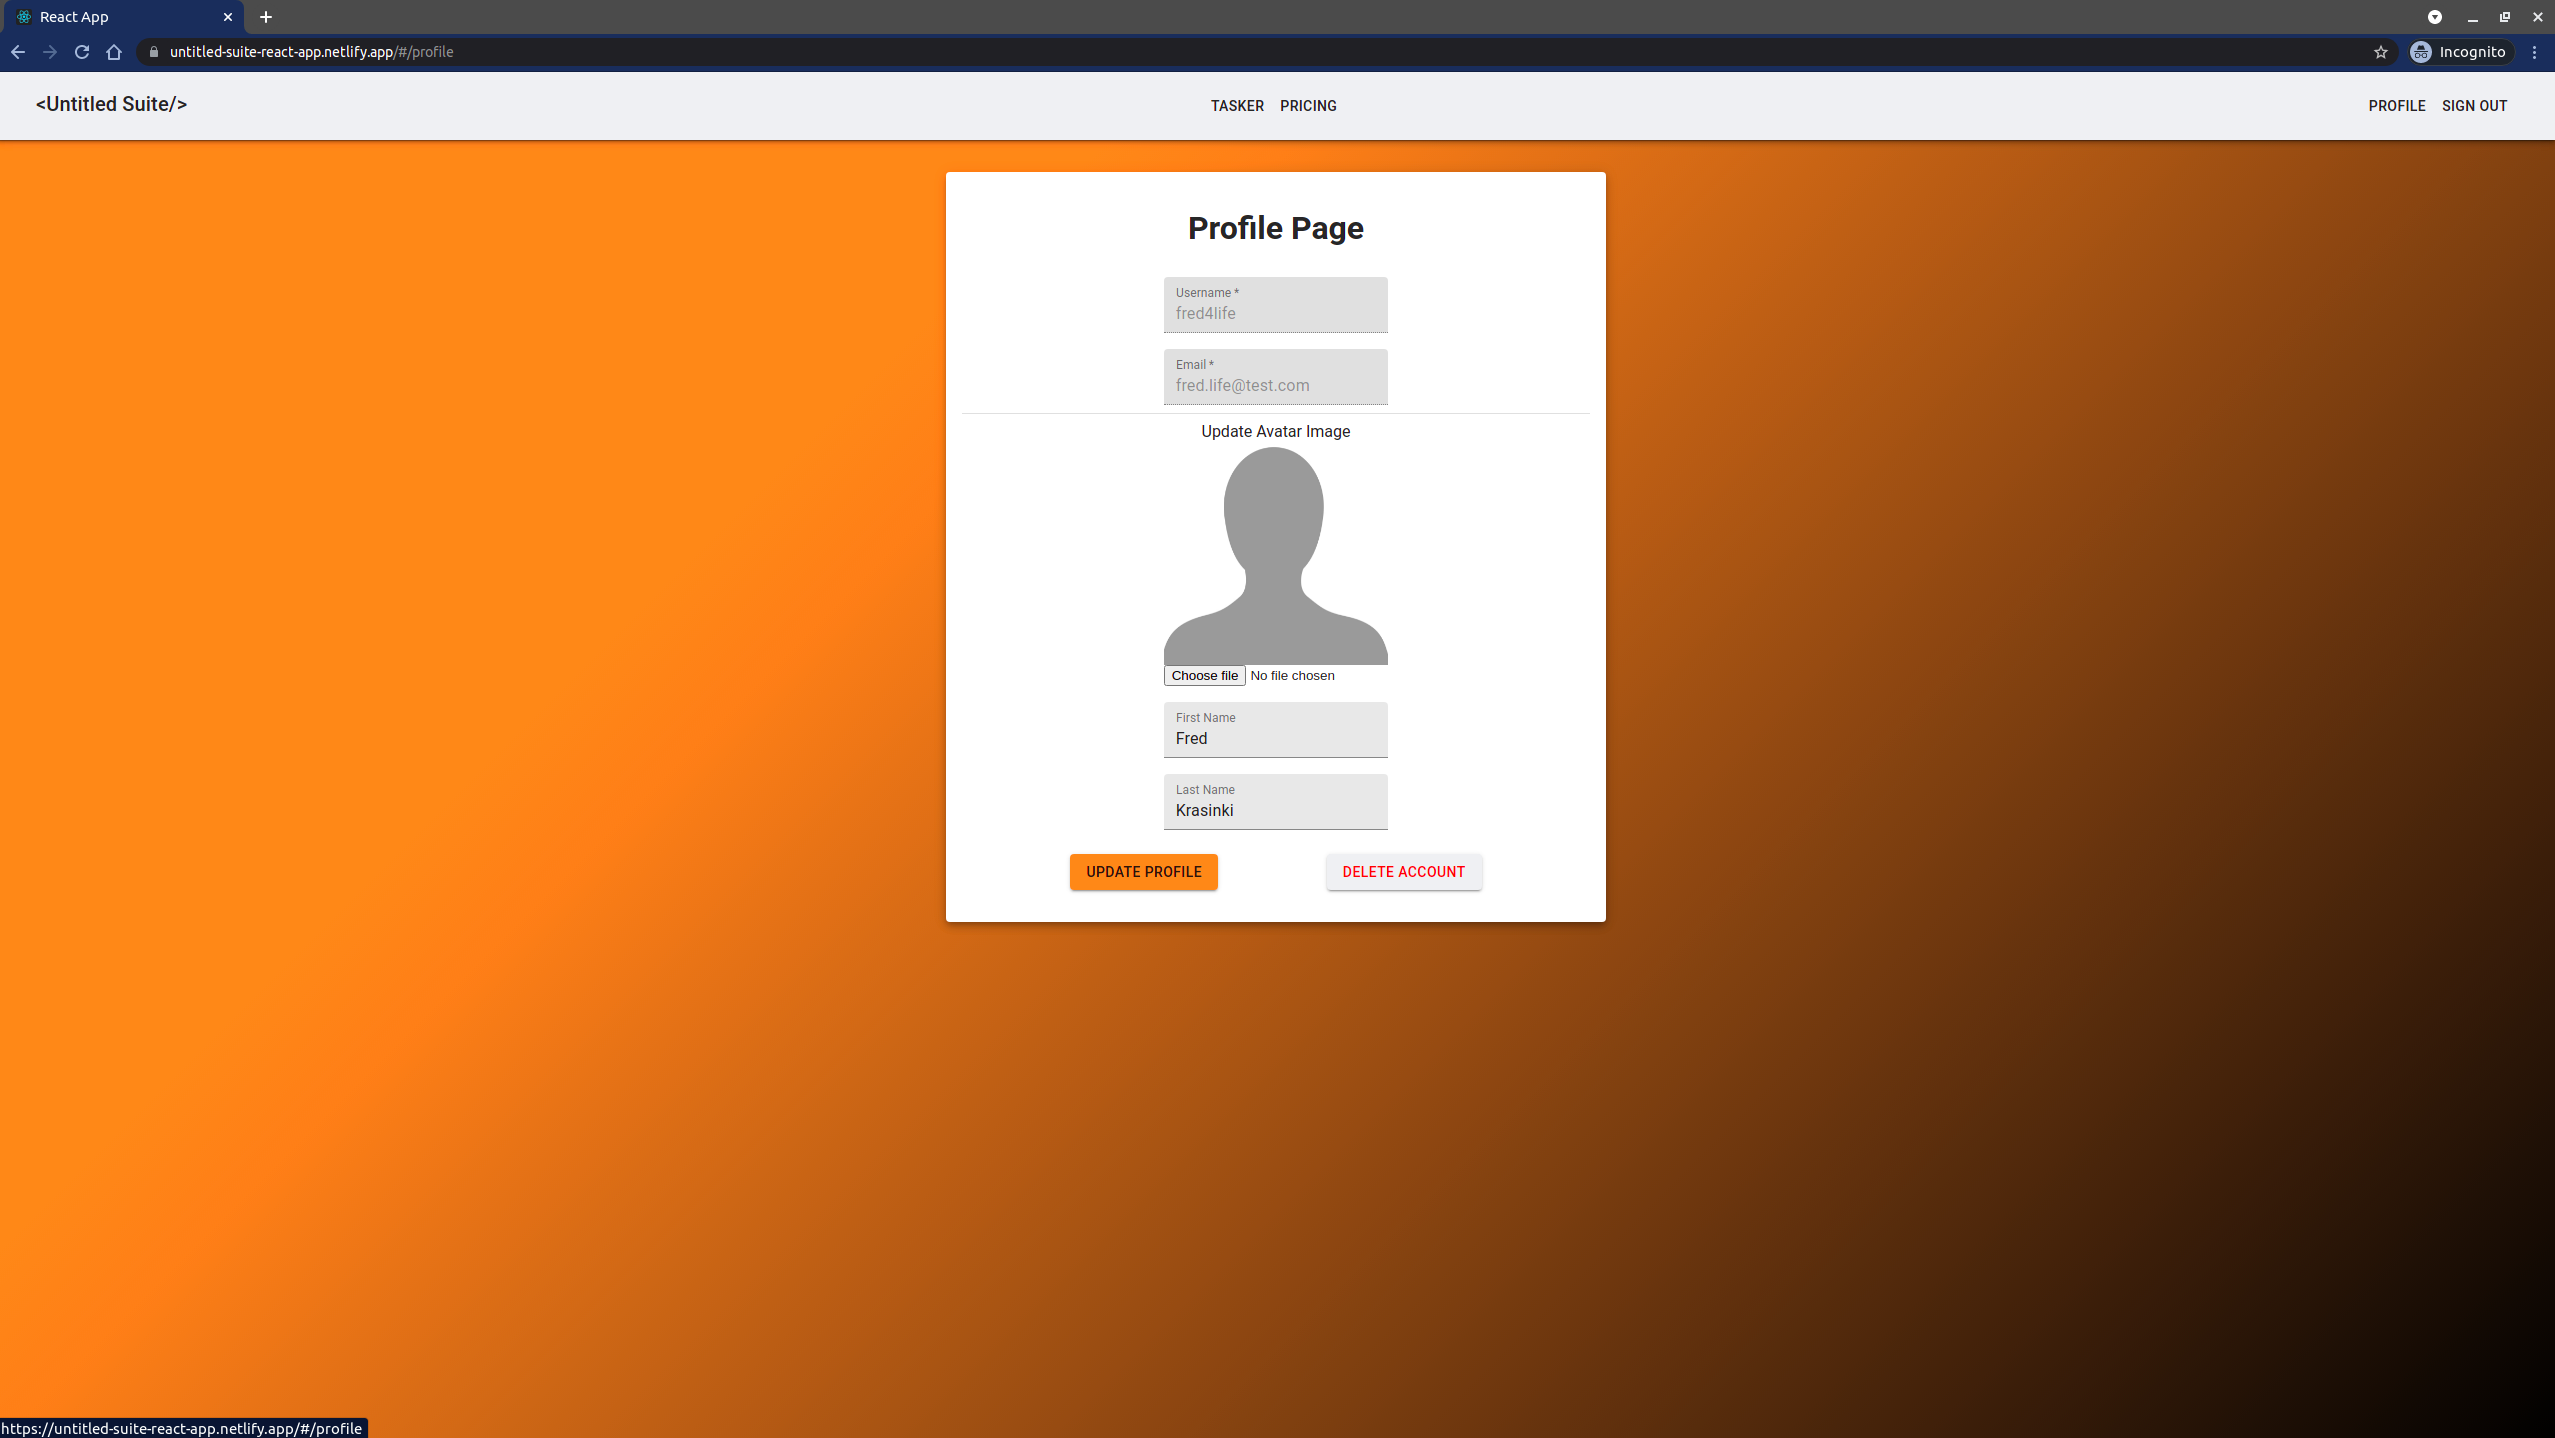 React App
untitled-suite-react-app.netlify.app/#/profile
Incognito
<Untitled Suite/>
TASKER PRICING
PROFILE SIGN OUT
Profile Page
Username *
fred4life
Email *
fred.life@test.com
Update Avatar Image
Choose file No file chosen
First Name
Fred
Last Name
Krasinki
UPDATE PROFILE DELETE ACCOUNT
https://untitled-suite-react-app.netlify.app/#/profile